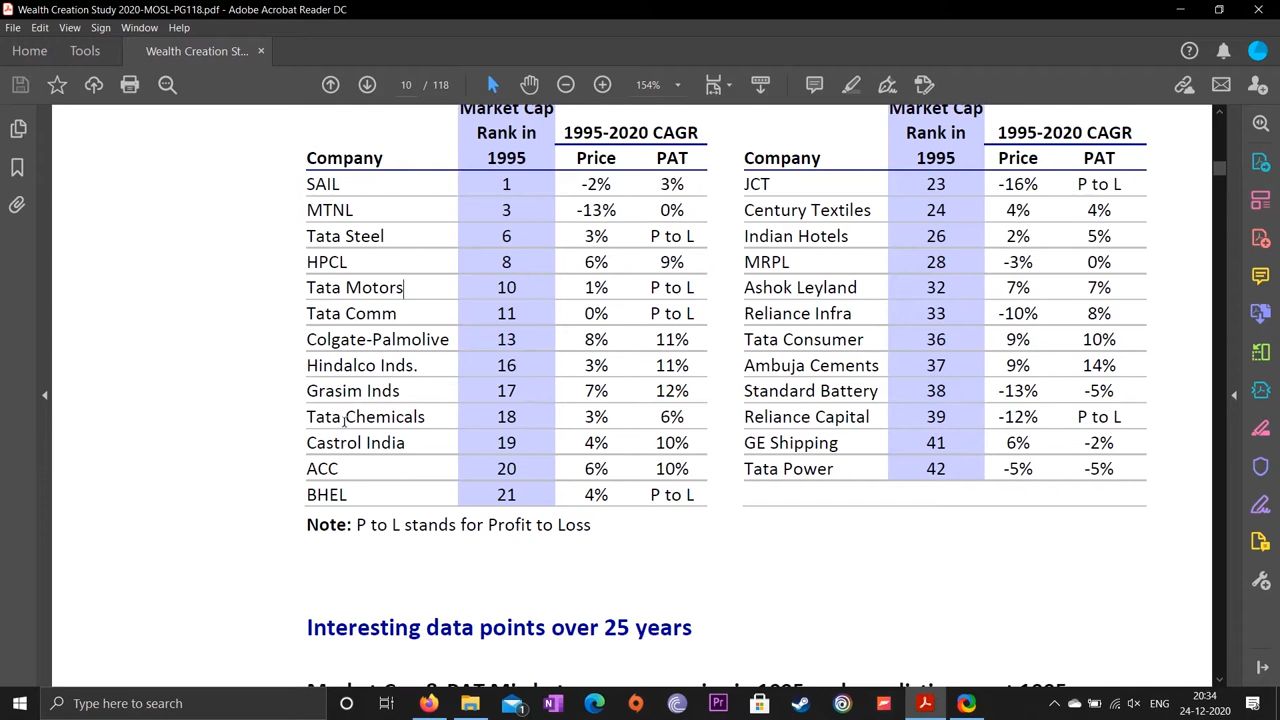 Wealth Creation Study 2020-MOSL-PG118.pdf - Adobe Acrobat Reader DC
File Edit View Sign Window Help
Home Tools Wealth Creation St... ×
10 / 118 154%
Market Cap Market Cap
Rank in 1995-2020 CAGR Rank in 1995-2020 CAGR
Company 1995 Price PAT Company 1995 Price PAT
SAIL 1 -2% 3% JCT 23 -16% P to L
MTNL 3 -13% 0% Century Textiles 24 4% 4%
Tata Steel 6 3% P to L Indian Hotels 26 2% 5%
HPCL 8 6% 9% MRPL 28 -3% 0%
Tata Motors 10 1% P to L Ashok Leyland 32 7% 7%
Tata Comm 11 0% P to L Reliance Infra 33 -10% 8%
Colgate-Palmolive 13 8% 11% Tata Consumer 36 9% 10%
Hindalco Inds. 16 3% 11% Ambuja Cements 37 9% 14%
Grasim Inds 17 7% 12% Standard Battery 38 -13% -5%
Tata Chemicals 18 3% 6% Reliance Capital 39 -12% P to L
Castrol India 19 4% 10% GE Shipping 41 6% -2%
ACC 20 6% 10% Tata Power 42 -5% -5%
BHEL 21 4% P to L
Note: P to L stands for Profit to Loss
Interesting data points over 25 years
Type here to search
Pr
1
20:34
24-12-2020